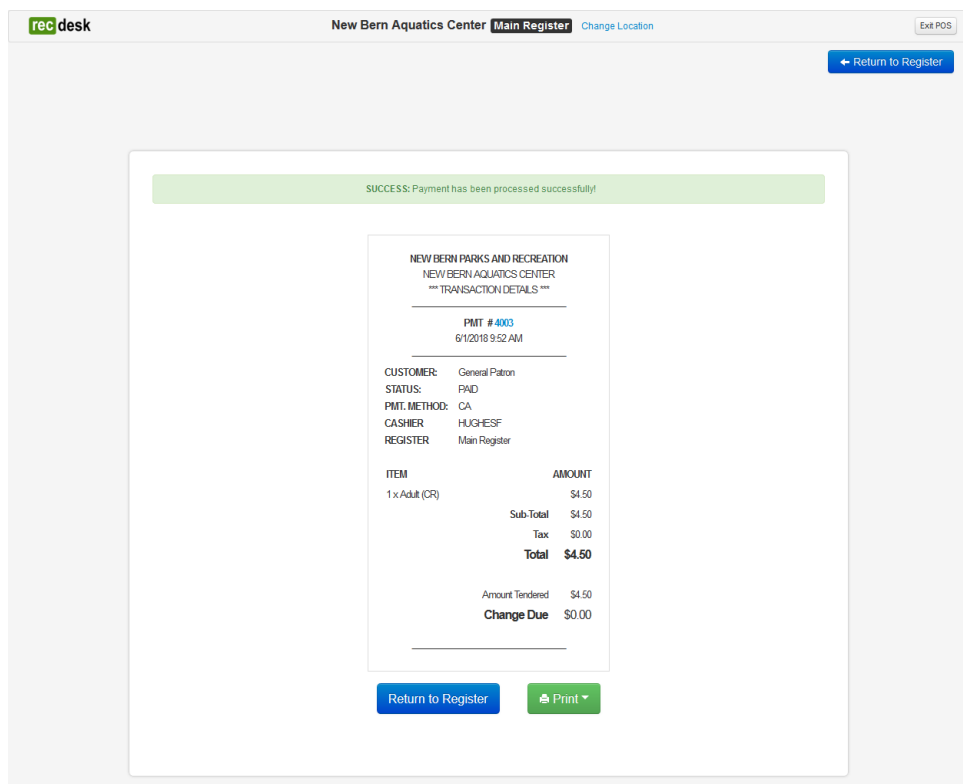 rec desk New Bern Aquatics Center Main Register Change Location Exit POS
Return to Register
SUCCESS: Payment has been processed successfully!
NEW BERN PARKS AND RECREATION
NEW BERN AQUATICS CENTER
*** TRANSACTION DETAILS ***
PMT # 4003
6/1/2018 9:52 AM
CUSTOMER: General Patron
STATUS: PAID
PMT. METHOD: CA
CASHIER HUGHESF
REGISTER Main Register
ITEM AMOUNT
1 x Adult (CR) $4.50
Sub-Total $4.50
Tax $0.00
Total $4.50
Amount Tendered $4.50
Change Due $0.00
Return to Register Print